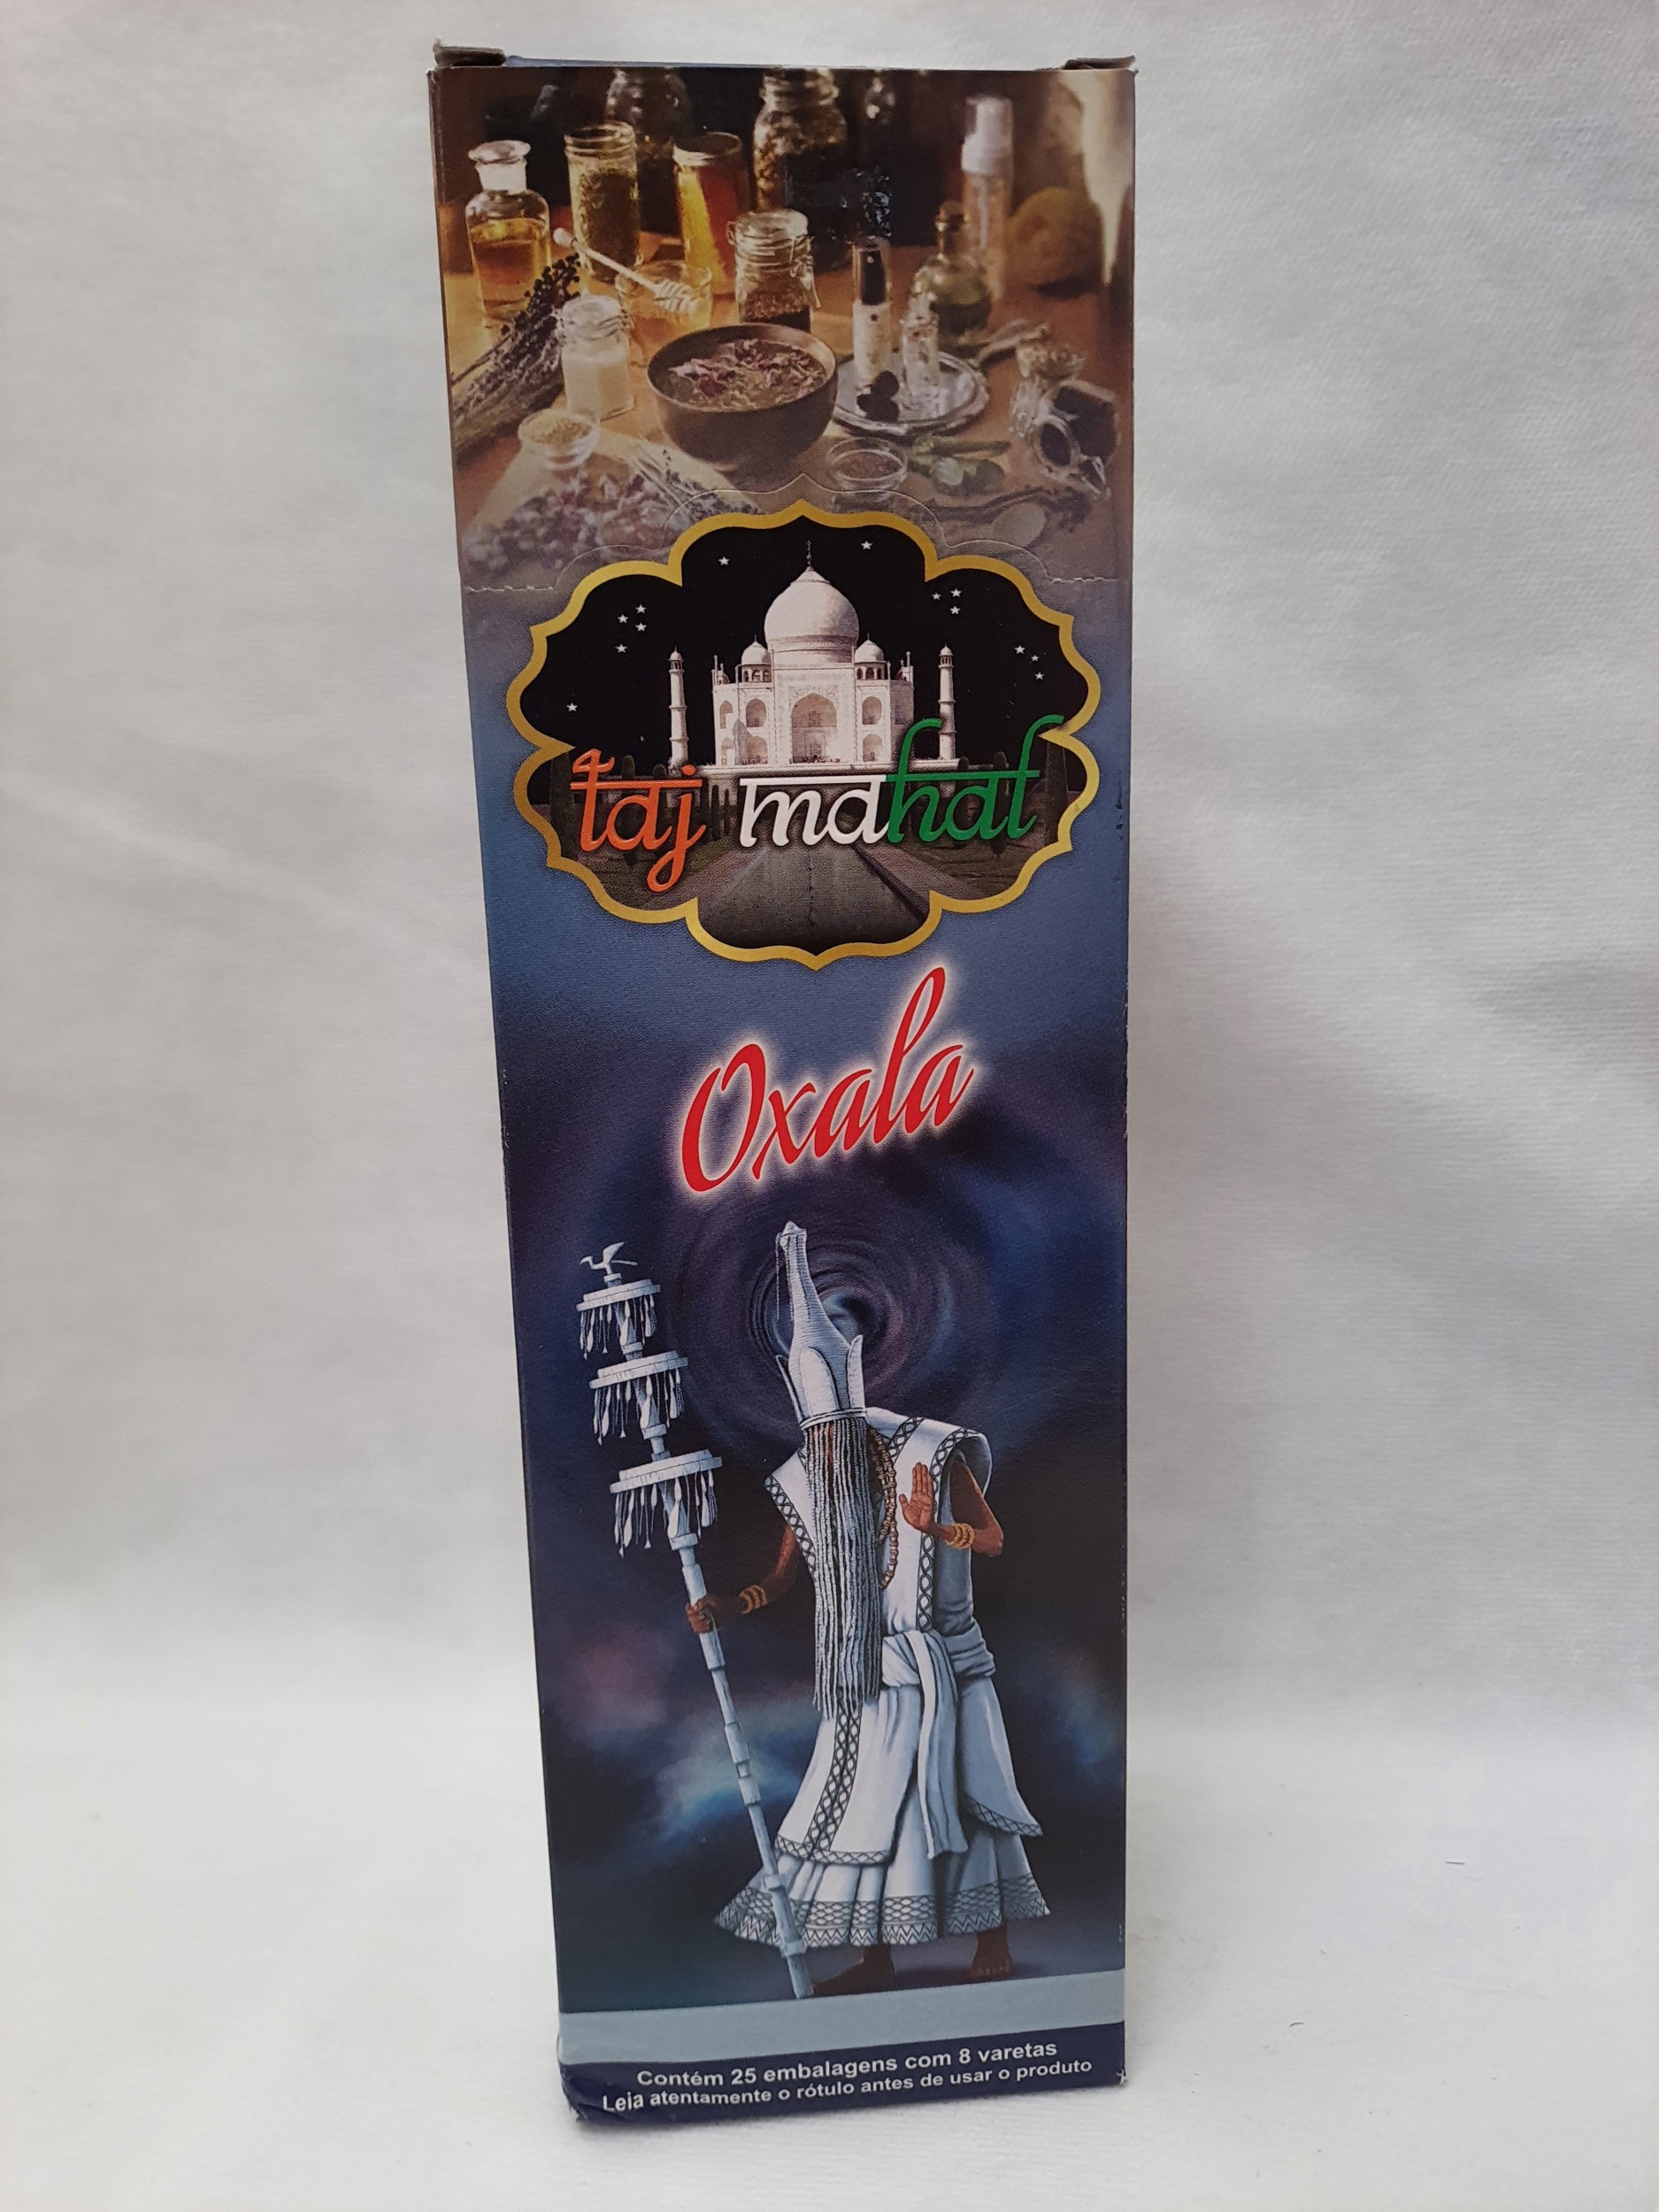 taj mahal
Oxala
Contém 25 embalagens com 8 varetas
Leia atentamente o rótulo antes de usar o produto